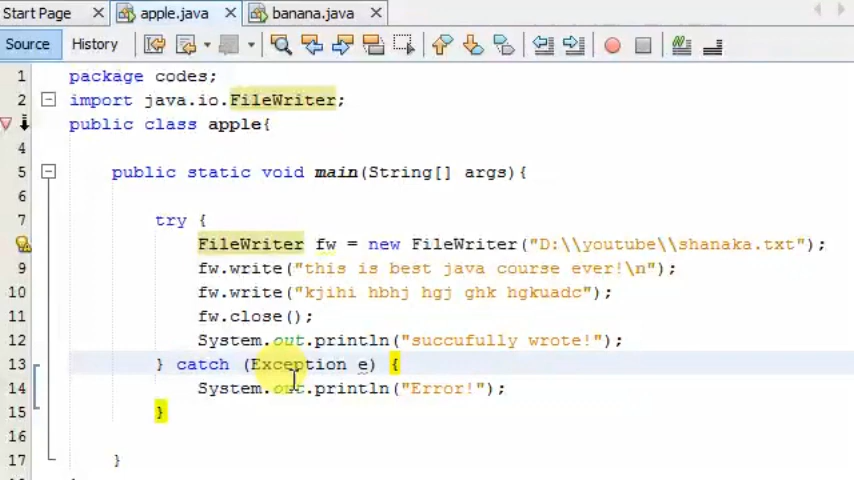 Start Page apple.java banana.java
Source History
1 package codes;
2 import java.io.FileWriter;
public class apple{
4
5 public static void main(String[] args){
6
7 try {
FileWriter fw = new FileWriter("D:\\youtube\\shanaka.txt");
9 fw.write("this is best java course ever!\n");
10 fw.write("kjihi hbhj hgj ghk hgkuadc");
11 fw.close();
12 System.out.println("succufully wrote!");
13 } catch (Exception e) {
14 System.out.println("Error!");
15 }
16
17 }